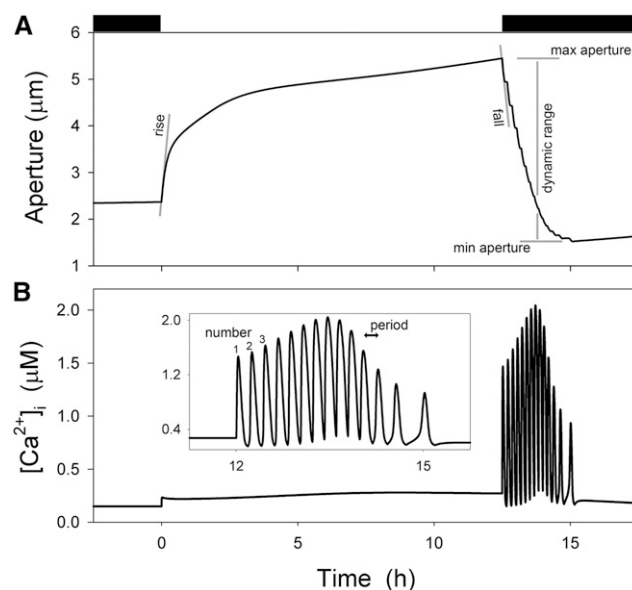 A
6
5
4
3
2
1
Aperture (μm)
rise
fall
max aperture
dynamic range
min aperture
B
2.0
1.5
1.0
0.5
0.0
[Ca²⁺]ᵢ (μM)
2.0
1.2
0.4
number
1 2 3
period
12 15
0 5 10 15
Time (h)